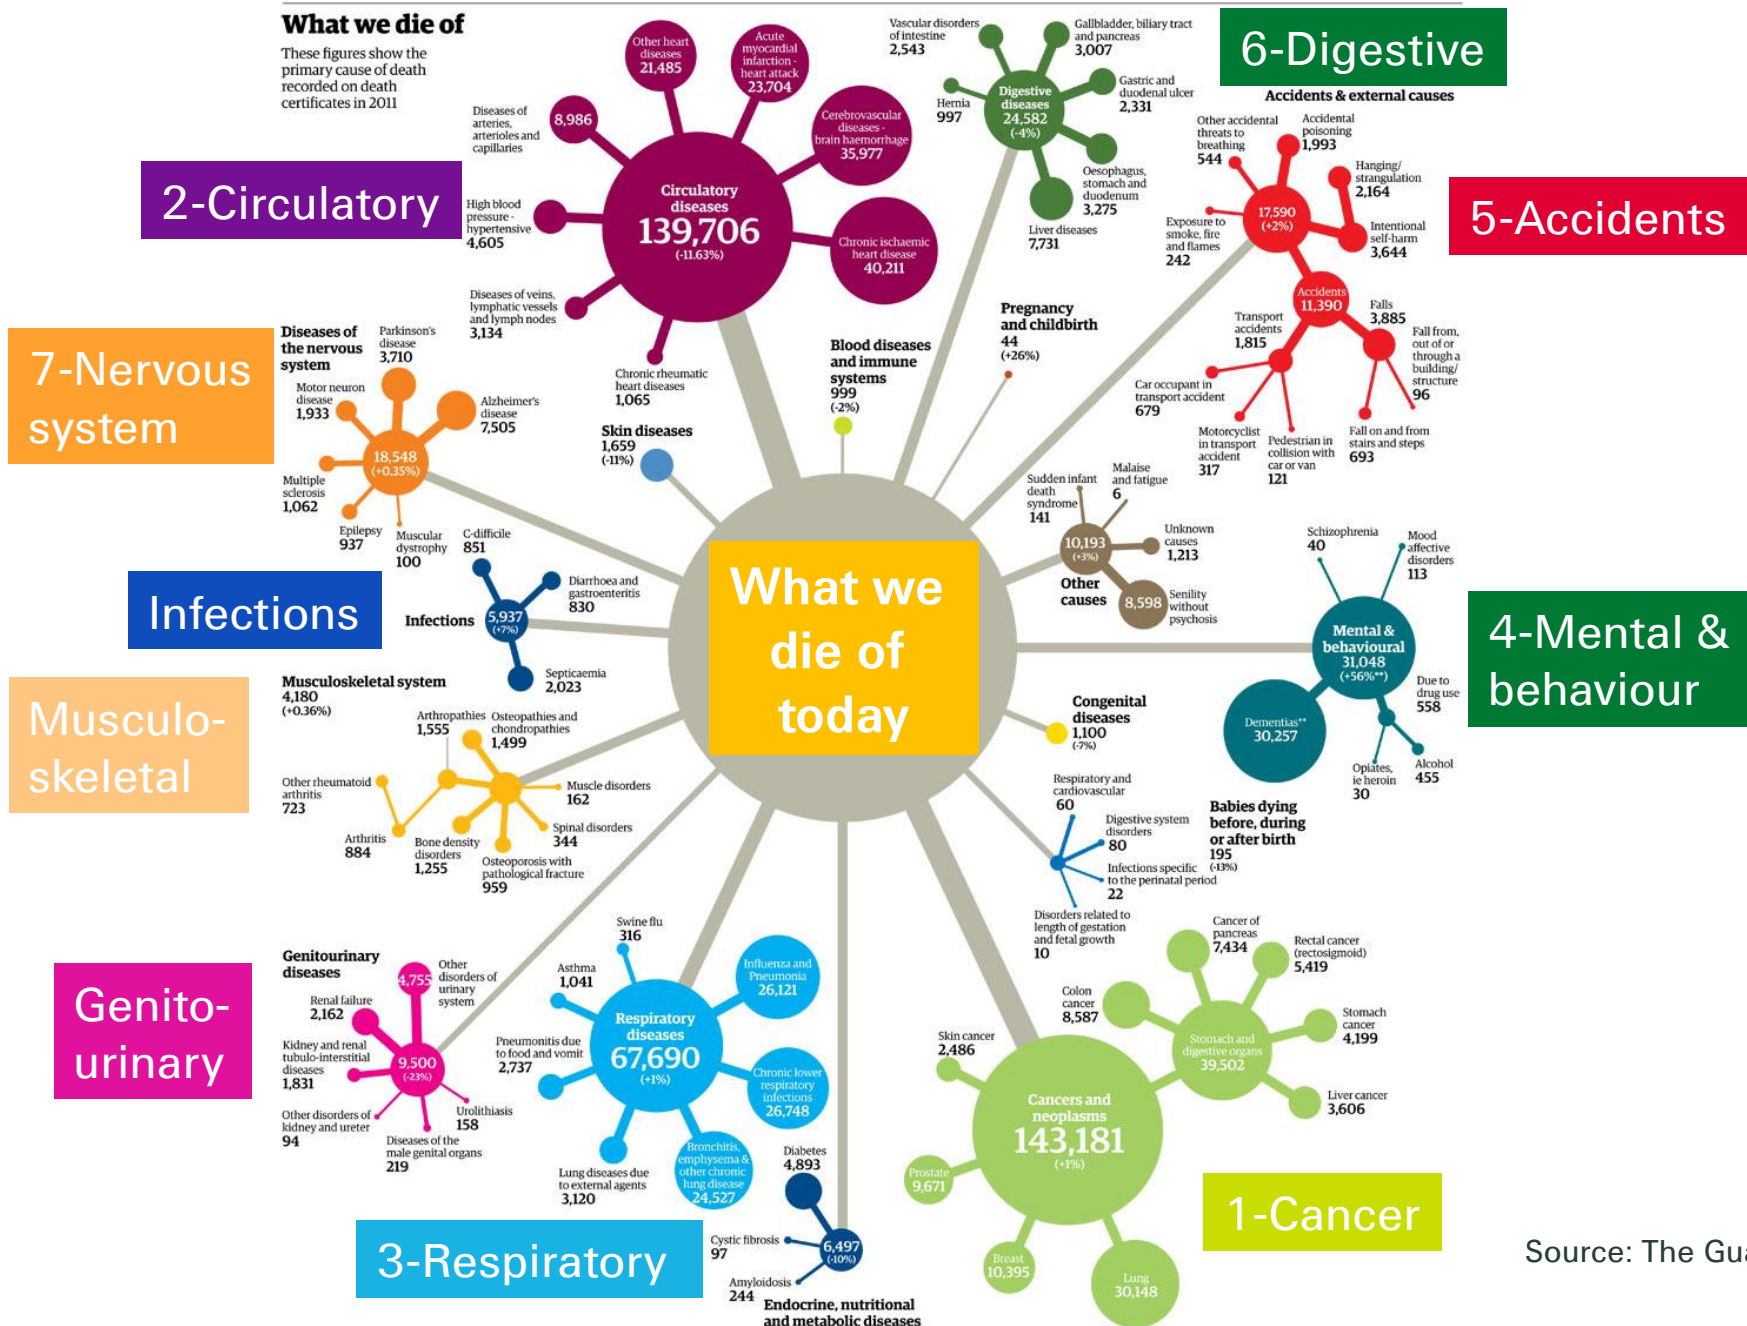 What we die of
These figures show the
primary cause of death
recorded on death
certificates in 2011
2-Circulatory
Circulatory
diseases
139,706
(-11.63%)
Other heart
diseases
21,485
Acute
myocardial
infarction -
heart attack
23,704
Cerebrovascular
diseases -
brain haemorrhage
35,977
Chronic ischaemic
heart disease
40,211
Diseases of
arteries,
arterioles and
capillaries
8,986
High blood
pressure -
hypertensive
4,605
Diseases of veins,
lymphatic vessels
and lymph nodes
3,134
Chronic rheumatic
heart diseases
1,065
6-Digestive
Digestive
diseases
24,582
(-4%)
Vascular disorders
of intestine
2,543
Gallbladder, biliary tract
and pancreas
3,007
Gastric and
duodenal ulcer
2,331
Hernia
997
Oesophagus,
stomach and
duodenum
3,275
Liver diseases
7,731
5-Accidents
Accidents & external causes
17,590
(+2%)
Other accidental
threats to
breathing
544
Accidental
poisoning
1,993
Hanging/
strangulation
2,164
Intentional
self-harm
3,644
Exposure to
smoke, fire
and flames
242
Accidents
11,390
Transport
accidents
1,815
Falls
3,885
Fall from,
out of or
through a
building/
structure
96
Car occupant in
transport accident
679
Motorcyclist
in transport
accident
317
Pedestrian in
collision with
car or van
121
Fall on and from
stairs and steps
693
Pregnancy
and childbirth
44
(+26%)
Blood diseases
and immune
systems
999
(-2%)
Skin diseases
1,659
(-11%)
7-Nervous
system
Diseases of
the nervous
system
18,548
(+0.35%)
Parkinson's
disease
3,710
Motor neuron
disease
1,933
Alzheimer's
disease
7,505
Multiple
sclerosis
1,062
Epilepsy
937
Muscular
dystrophy
100
Infections
Infections
5,937
(+7%)
C-difficile
851
Diarrhoea and
gastroenteritis
830
Septicaemia
2,023
What we
die of
today
Other
causes
10,193
(+3%)
Sudden infant
death
syndrome
141
Malaise
and fatigue
6
Unknown
causes
1,213
8,598
Senility
without
psychosis
4-Mental &
behaviour
Mental &
behavioural
31,048
(+56%**)
Schizophrenia
40
Mood
affective
disorders
113
Dementias**
30,257
Due to
drug use
558
Opiates,
ie heroin
30
Alcohol
455
Musculo-
skeletal
Musculoskeletal system
4,180
(+0.36%)
Arthropathies
1,555
Osteopathies and
chondropathies
1,499
Other rheumatoid
arthritis
723
Muscle disorders
162
Spinal disorders
344
Arthritis
884
Bone density
disorders
1,255
Osteoporosis with
pathological fracture
959
Congenital
diseases
1,100
(-7%)
Babies dying
before, during
or after birth
195
(-13%)
Respiratory and
cardiovascular
60
Digestive system
disorders
80
Infections specific
to the perinatal period
22
Disorders related to
length of gestation
and fetal growth
10
Genito-
urinary
Genitourinary
diseases
9,500
(-23%)
4,755
Other
disorders of
urinary
system
Renal failure
2,162
Kidney and renal
tubulo-interstitial
diseases
1,831
Other disorders of
kidney and ureter
94
Diseases of the
male genital organs
219
Urolithiasis
158
3-Respiratory
Respiratory
diseases
67,690
(+1%)
Swine flu
316
Asthma
1,041
Influenza and
Pneumonia
26,121
Pneumonitis due
to food and vomit
2,737
Chronic lower
respiratory
infections
26,748
Lung diseases due
to external agents
3,120
Bronchitis,
emphysema &
other chronic
lung disease
24,527
Diabetes
4,893
6,497
(-10%)
Cystic fibrosis
97
Amyloidosis
244
Endocrine, nutritional
and metabolic diseases
1-Cancer
Cancers and
neoplasms
143,181
(+1%)
Stomach and
digestive organs
39,502
Cancer of
pancreas
7,434
Rectal cancer
(rectosigmoid)
5,419
Colon
cancer
8,587
Stomach
cancer
4,199
Liver cancer
3,606
Skin cancer
2,486
Prostate
9,671
Breast
10,395
Lung
30,148
Source: The Gua